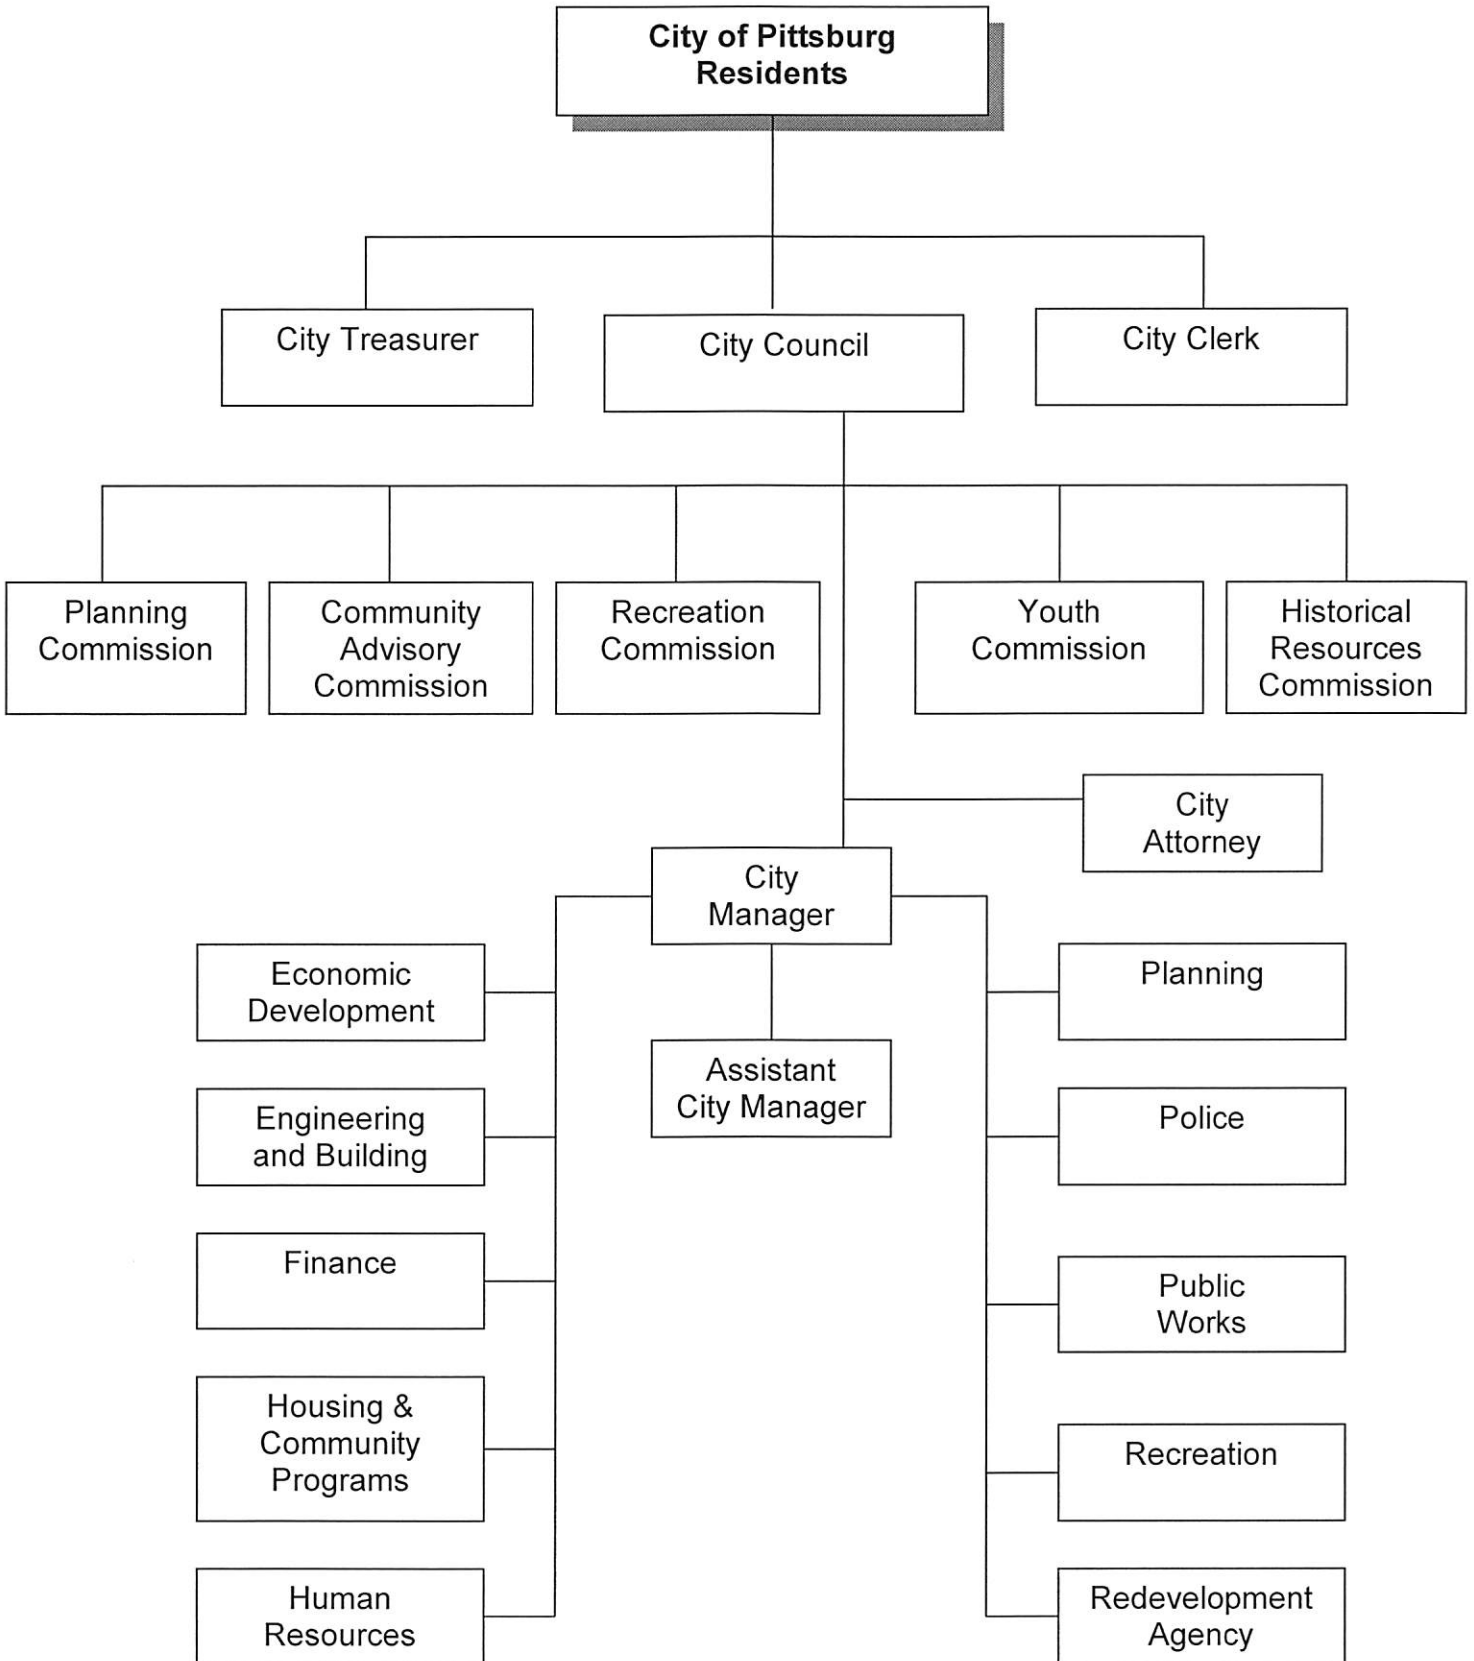 City of Pittsburg
Residents
City Treasurer
City Council
City Clerk
Planning
Commission
Community
Advisory
Commission
Recreation
Commission
Youth
Commission
Historical
Resources
Commission
City
Attorney
City
Manager
Economic
Development
Planning
Assistant
City Manager
Engineering
and Building
Police
Finance
Public
Works
Housing &
Community
Programs
Recreation
Human
Resources
Redevelopment
Agency